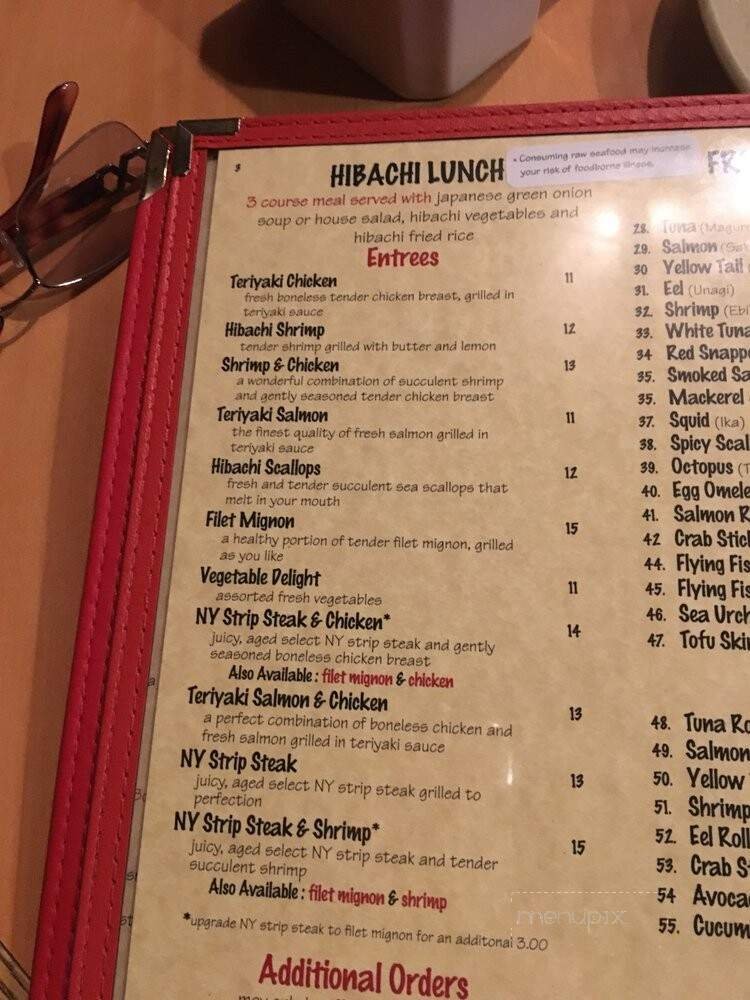 3
HIBACHI LUNCH
3 course meal served with japanese green onion
soup or house salad, hibachi vegetables and
hibachi fried rice
Entrees
Teriyaki Chicken 11
fresh boneless tender chicken breast, grilled in
teriyaki sauce
Hibachi Shrimp 12
tender shrimp grilled with butter and lemon
Shrimp & Chicken 13
a wonderful combination of succulent shrimp
and gently seasoned tender chicken breast
Teriyaki Salmon 11
the finest quality of fresh salmon grilled in
teriyaki sauce
Hibachi Scallops 12
fresh and tender succulent sea scallops that
melt in your mouth
Filet Mignon 15
a healthy portion of tender filet mignon, grilled
as you like
Vegetable Delight 11
assorted fresh vegetables
NY Strip Steak & Chicken* 14
juicy, aged select NY strip steak and gently
seasoned boneless chicken breast
Also Available : filet mignon & chicken
Teriyaki Salmon & Chicken 13
a perfect combination of boneless chicken and
fresh salmon grilled in teriyaki sauce
NY Strip Steak 13
juicy, aged select NY strip steak grilled to
perfection
NY Strip Steak & Shrimp* 15
juicy, aged select NY strip steak and tender
succulent shrimp
Also Available : filet mignon & shrimp
*upgrade NY strip steak to filet mignon for an additonal 3.00
Additional Orders
• Consuming raw seafood may increase
your risk of foodborne illness.
FR
28. Tuna (Magur
29. Salmon (Sa
30 Yellow Tail
31. Eel (Unagi)
32. Shrimp (Ebi
33. White Tuna
34 Red Snapp
35. Smoked Sa
35. Mackerel
37. Squid (Ika)
38. Spicy Scal
39. Octopus (T
40. Egg Omele
41. Salmon R
42 Crab Stic
44. Flying Fis
45. Flying Fis
46. Sea Urch
47. Tofu Ski
48. Tuna Ro
49. Salmon
50. Yellow
51. Shrimp
52. Eel Roll
53. Crab S
54 Avoca
55. Cucum
menupix